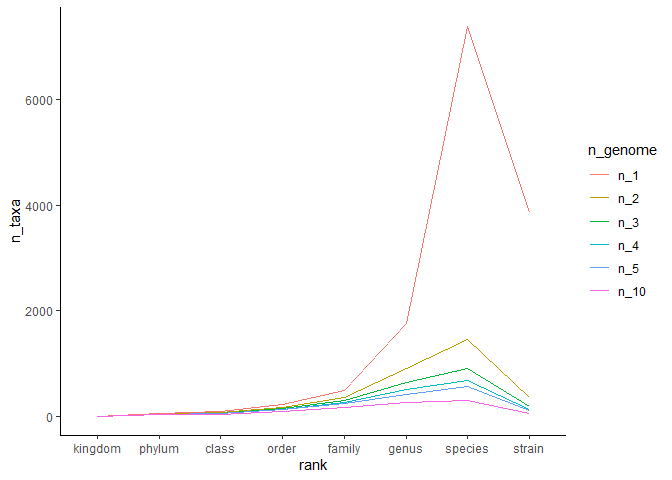 n_taxa
6000
4000
2000
0
kingdom phylum class order family genus species strain
rank
n_genome
n_1
n_2
n_3
n_4
n_5
n_10